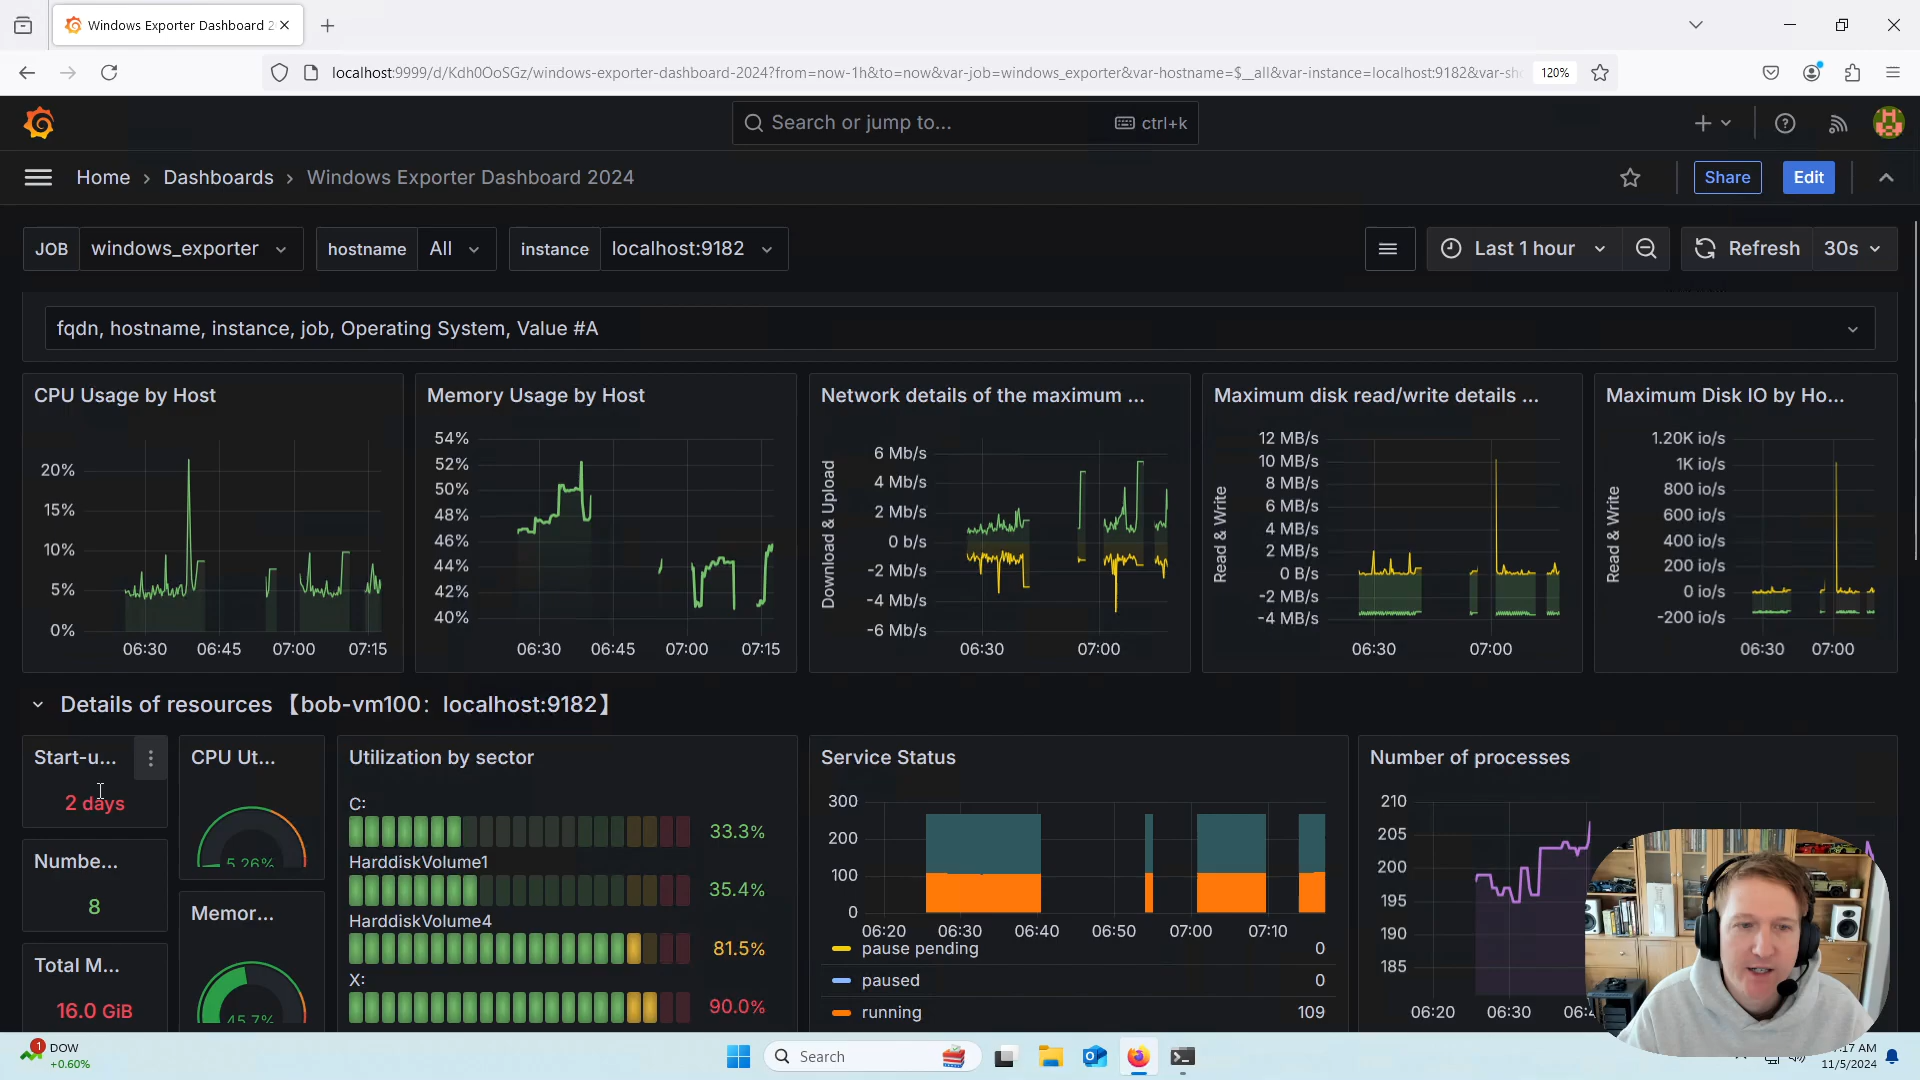 Windows Exporter Dashboard 2
localhost:9999/d/Kdh0OoSGz/windows-exporter-dashboard-2024?from=now-1h&to=now&var-job=windows_exporter&var-hostname=$__all&var-instance=localhost:9182&var-sh
120%
Search or jump to...
ctrl+k
Home › Dashboards › Windows Exporter Dashboard 2024
Share
Edit
JOB windows_exporter
hostname All
instance localhost:9182
Last 1 hour
Refresh 30s
fqdn, hostname, instance, job, Operating System, Value #A
CPU Usage by Host
20%
15%
10%
5%
0%
06:30 06:45 07:00 07:15
Memory Usage by Host
54%
52%
50%
48%
46%
44%
42%
40%
06:30 06:45 07:00 07:15
Network details of the maximum ...
Download & Upload
6 Mb/s
4 Mb/s
2 Mb/s
0 b/s
-2 Mb/s
-4 Mb/s
-6 Mb/s
06:30 07:00
Maximum disk read/write details ...
Read & Write
12 MB/s
10 MB/s
8 MB/s
6 MB/s
4 MB/s
2 MB/s
0 B/s
-2 MB/s
-4 MB/s
06:30 07:00
Maximum Disk IO by Ho...
Read & Write
1.20K io/s
1K io/s
800 io/s
600 io/s
400 io/s
200 io/s
0 io/s
-200 io/s
06:30 07:00
Details of resources 【bob-vm100：localhost:9182】
Start-u...
2 days
Numbe...
8
Total M...
16.0 GiB
CPU Ut...
5.26%
Memor...
45.7%
Utilization by sector
C:
33.3%
HarddiskVolume1
35.4%
HarddiskVolume4
81.5%
X:
90.0%
Service Status
300
200
100
0
06:20 06:30 06:40 06:50 07:00 07:10
pause pending 0
paused 0
running 109
Number of processes
210
205
200
195
190
185
06:20 06:30
1
DOW
+0.60%
Search
17 AM
11/5/2024